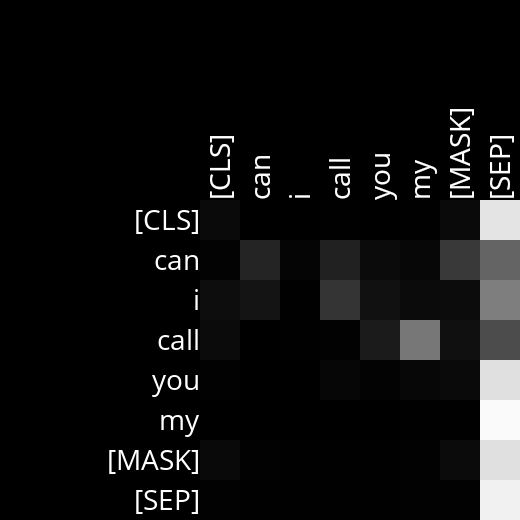 [CLS] can i call you my [MASK] [SEP]
[CLS]
can
i
call
you
my
[MASK]
[SEP]